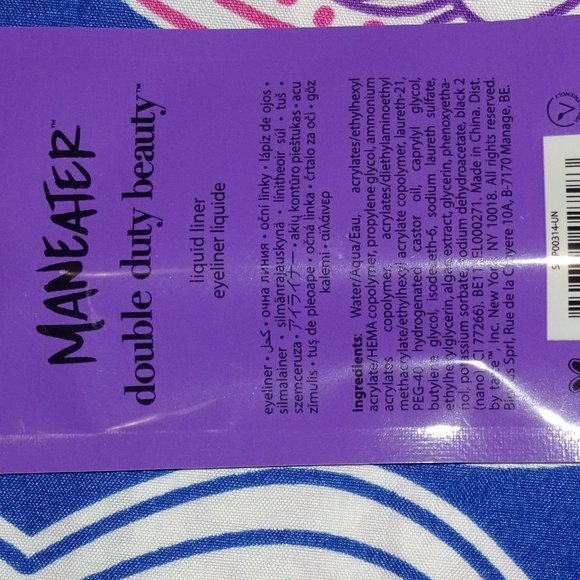 MANEATER™
double duty beauty™
liquid liner
eyeliner liquide
eyeliner • كحل • очна линия • oční linky • lápiz de ojos •
silmalainer • silmänrajauskynä • linitheoir súl • tuš •
szemceruza • アイライナー • akių kontūro pieštukas • acu
zīmulis • tuș de pleoape • očná linka • črtalo za oči • göz
kalemi • αϊλάινερ
Ingredients: Water/Aqua/Eau, acrylates/ethylhexyl
acrylate/HEMA copolymer, propylene glycol, ammonium
acrylates copolymer, acrylates/diethylaminoethyl
methacrylate/ethylhexyl acrylate copolymer, laureth-21,
PEG-40 hydrogenated castor oil, caprylyl glycol,
butylene glycol, isodeceth-6, sodium laureth sulfate,
ethylhexylglycerin, algae extract, glycerin, phenoxyetha-
nol, potassium sorbate, sodium dehydroacetate, black 2
(nano) (CI 77266). Made in China. Dist.
by tarte™, inc. New York, NY 10018. All rights reserved.
Sprl, Rue de la 10A, B-7170 Manage, BE.
P00314-UN